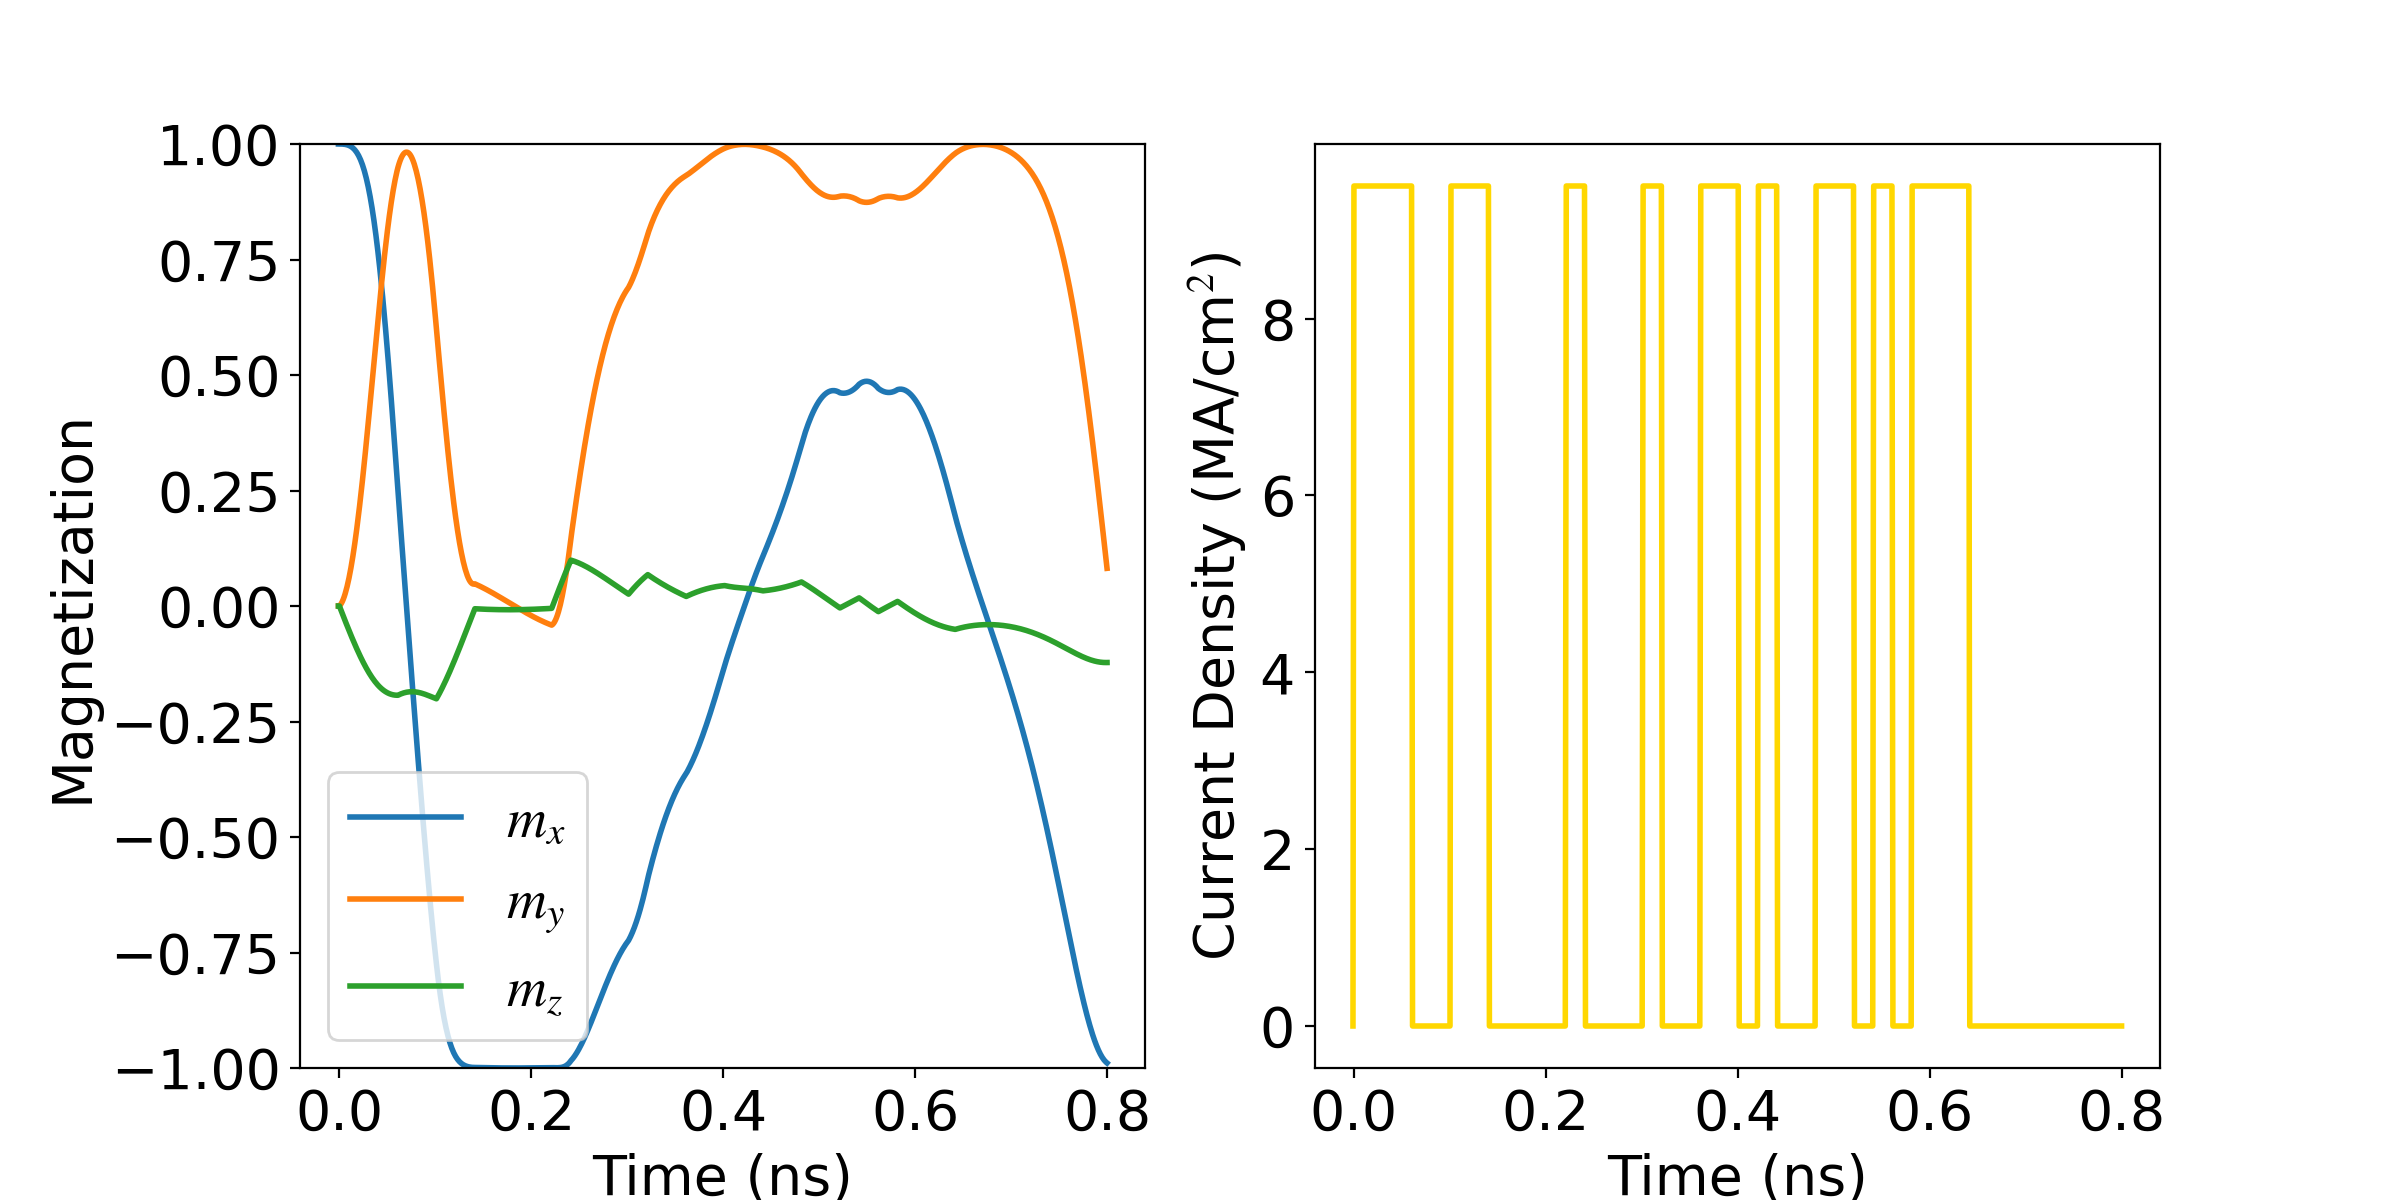 Magnetization
1.00
0.75
0.50
0.25
0.00
−0.25
−0.50
−0.75
−1.00
m_x
m_y
m_z
0.0 0.2 0.4 0.6 0.8
Time (ns)
Current Density (MA/cm²)
8
6
4
2
0
0.0 0.2 0.4 0.6 0.8
Time (ns)